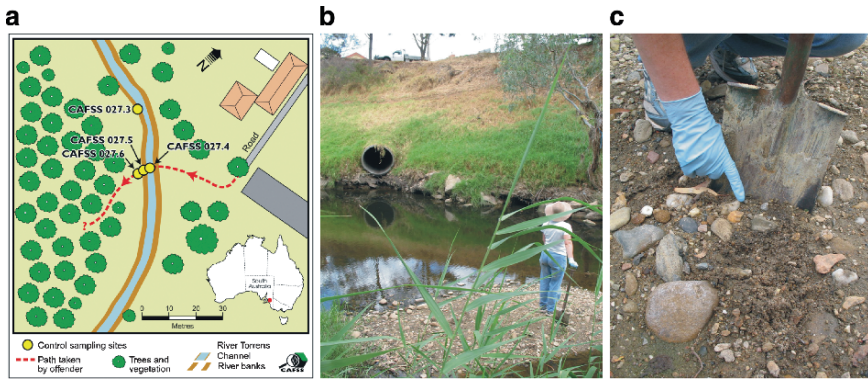 a
b
c
N
CAFSS 027.3
CAFSS 027.5
CAFSS 027.6
CAFSS 027.4
Road
South
Australia
0 10 20 30
Metres
Control sampling sites
Path taken
by offender
Trees and
vegetation
River Torrens
Channel
River banks
CAFSS
?